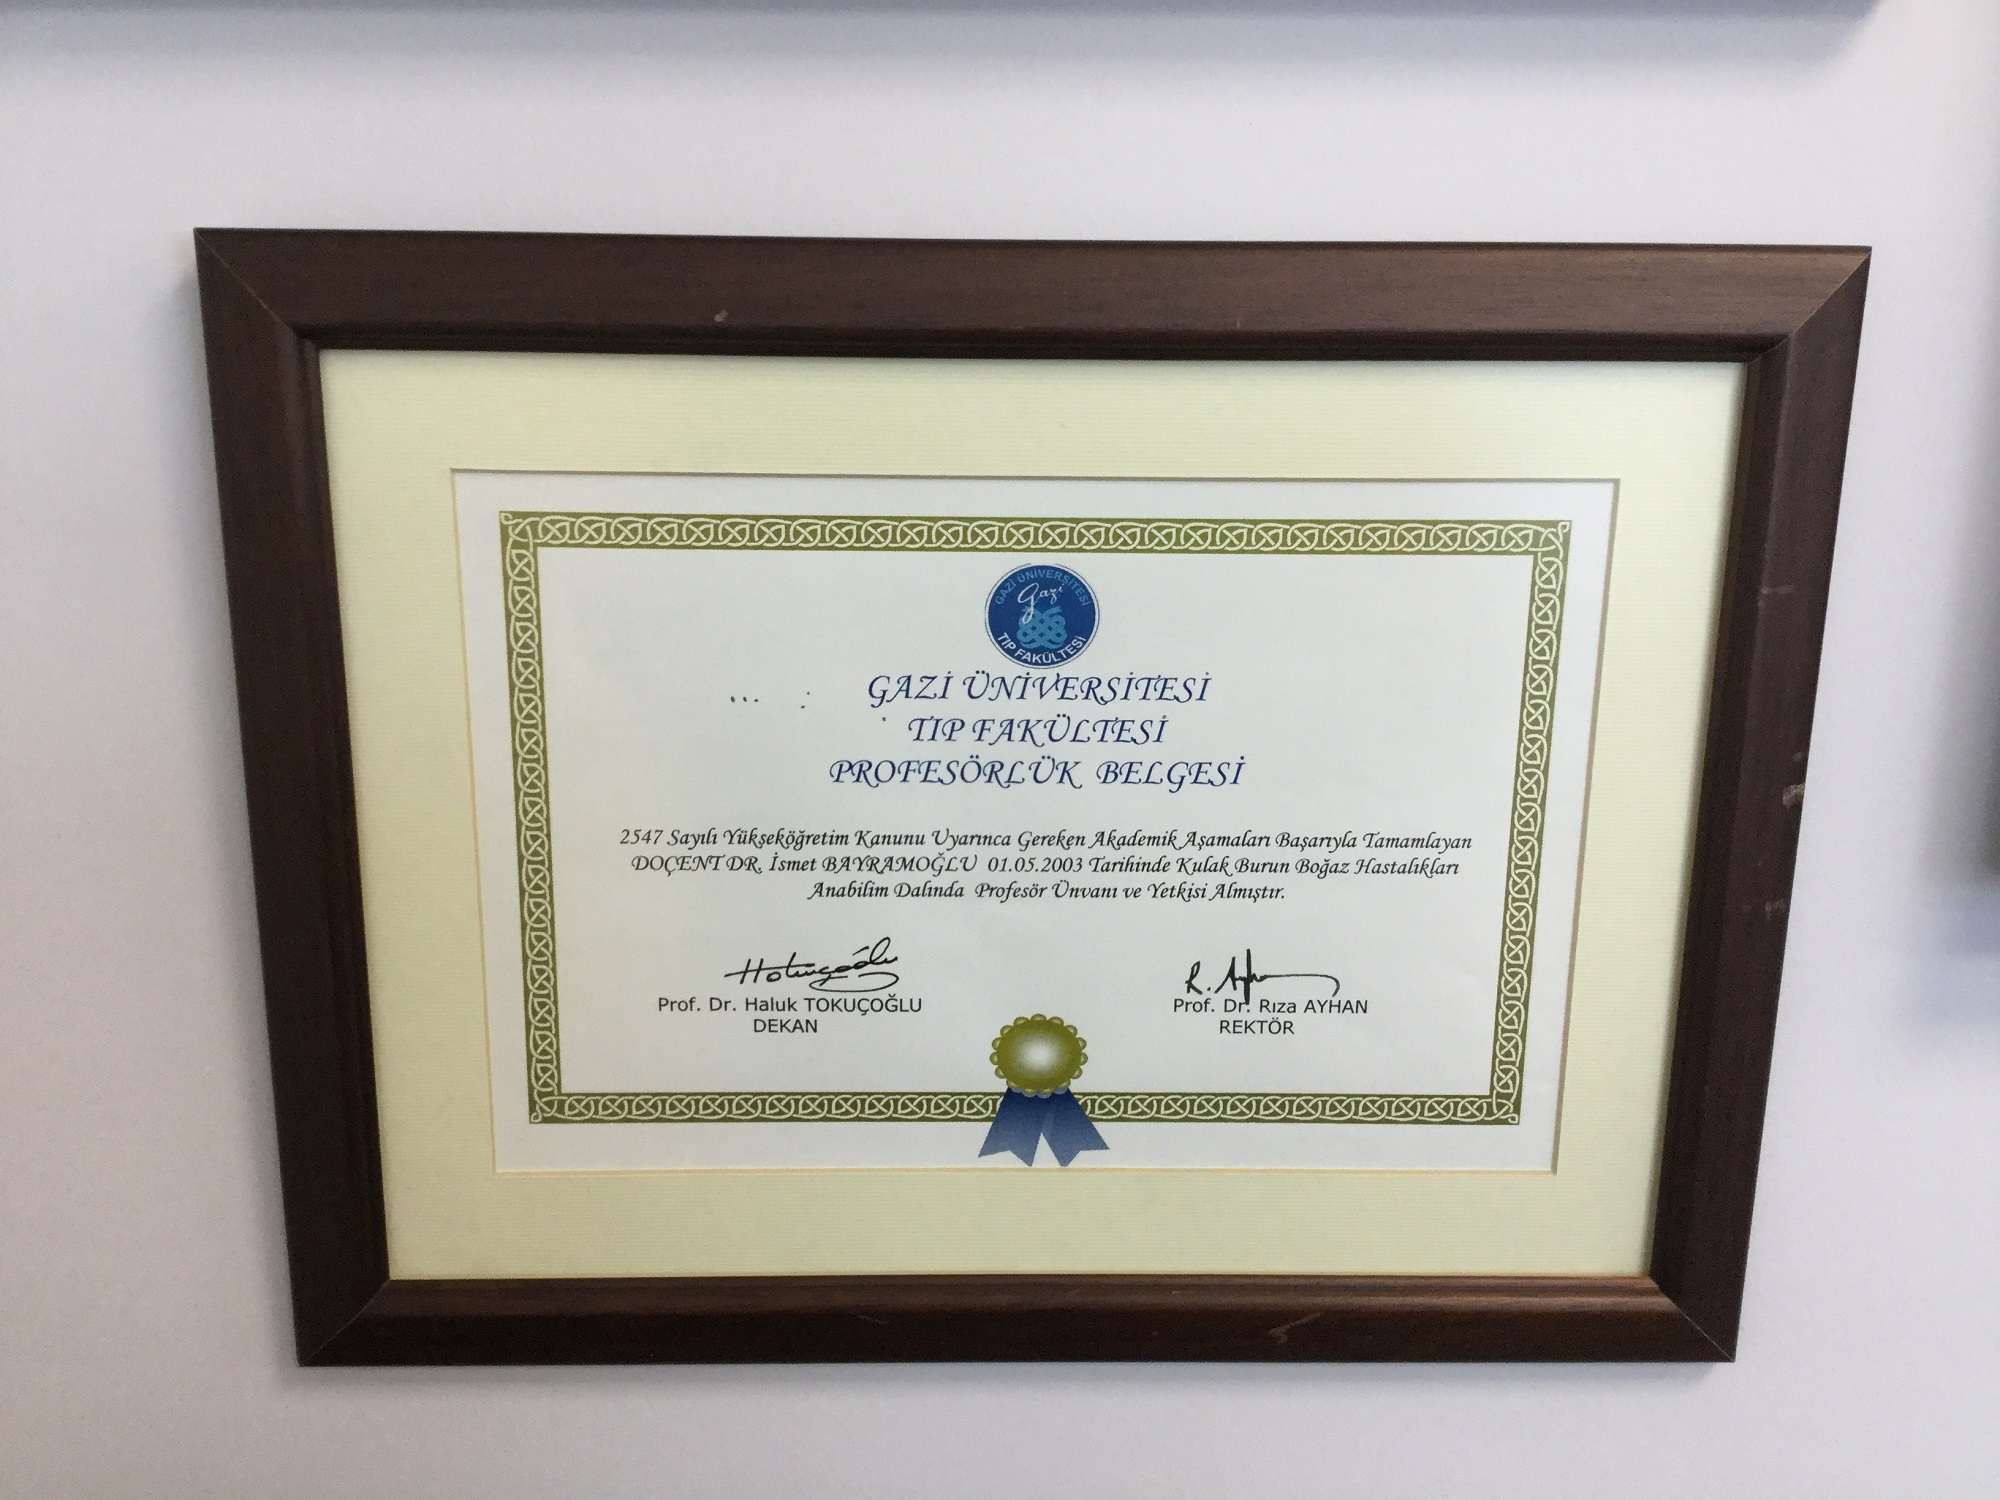 GAZİ ÜNİVERSİTESİ
Gazi
TIP FAKÜLTESİ
GAZİ ÜNİVERSİTESİ
TIP FAKÜLTESİ
PROFESÖRLÜK BELGESİ
2547 Sayılı Yükseköğretim Kanunu Uyarınca Gereken Akademik Aşamaları Başarıyla Tamamlayan
DOÇENT DR. İsmet BAYRAMOĞLU 01.05.2003 Tarihinde Kulak Burun Boğaz Hastalıkları
Anabilim Dalında Profesör Ünvanı ve Yetkisi Almıştır.
R. Ayhan
Prof. Dr. Haluk TOKUÇOĞLU
DEKAN
Prof. Dr. Rıza AYHAN
REKTÖR